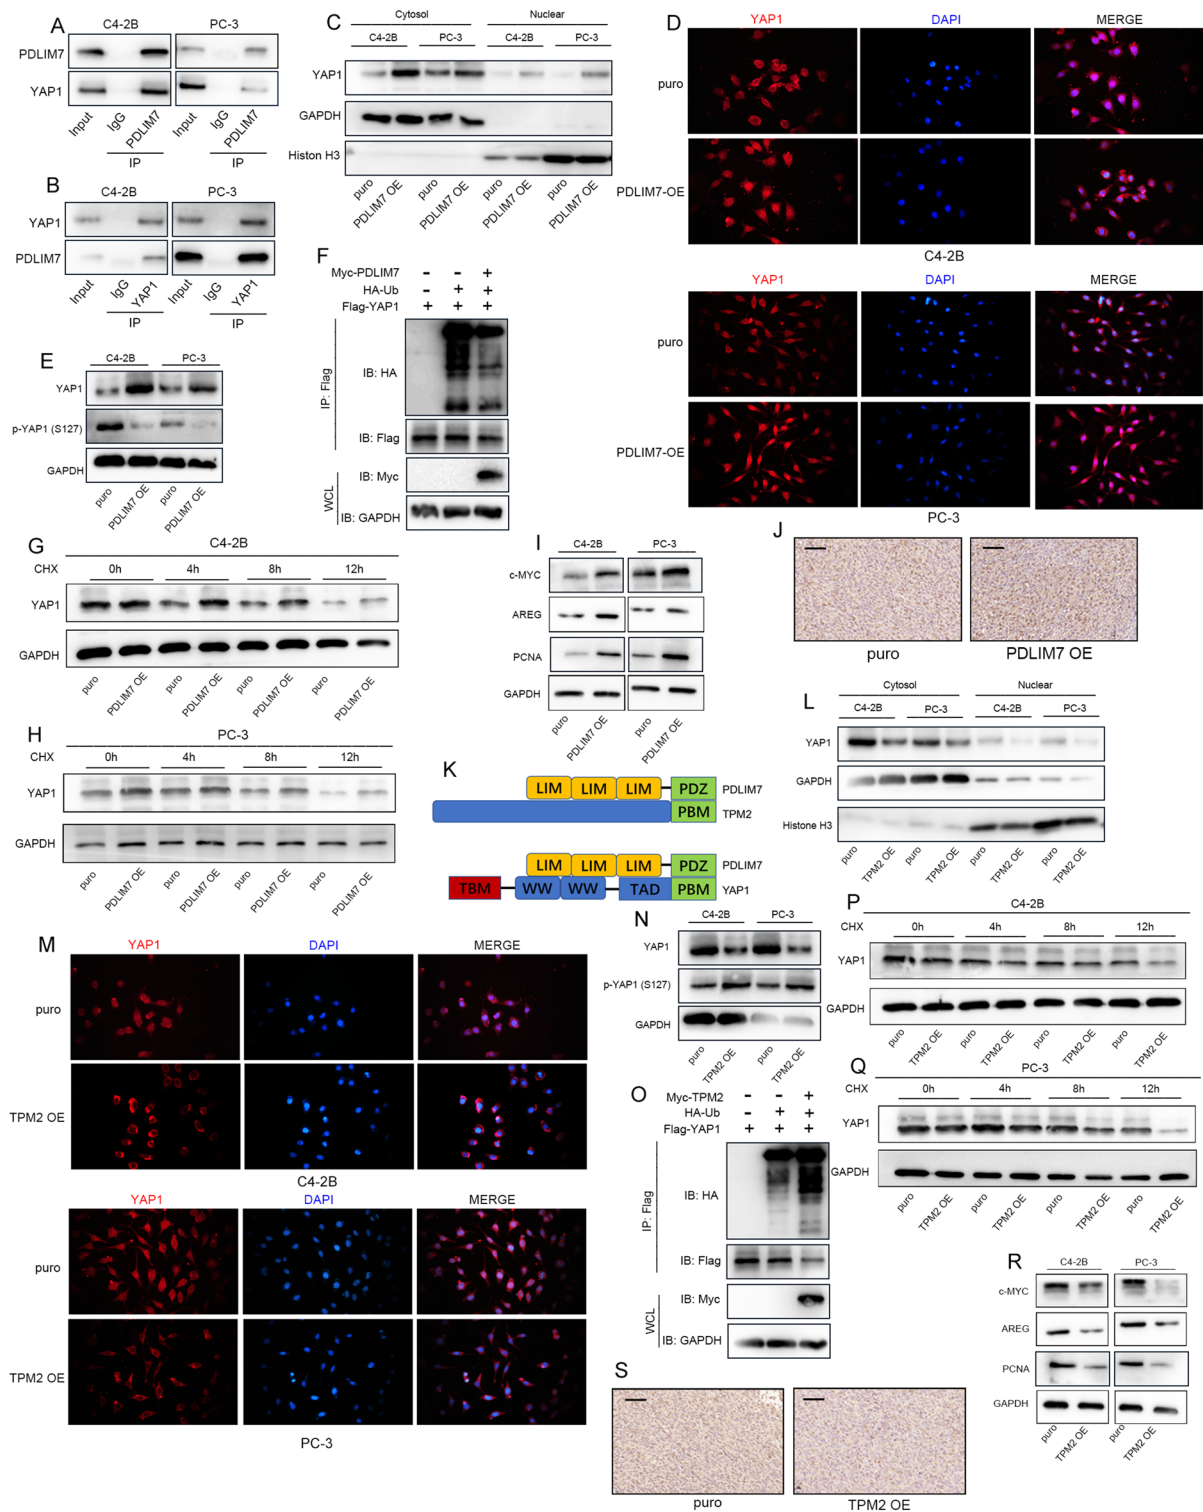 A
C4-2B PC-3
PDLIM7
YAP1
Input IgG PDLIM7 Input IgG PDLIM7
IP IP
B
C4-2B PC-3
YAP1
PDLIM7
Input IgG YAP1 Input IgG YAP1
IP IP
C
Cytosol Nuclear
C4-2B PC-3 C4-2B PC-3
YAP1
GAPDH
Histon H3
puro PDLIM7 OE puro PDLIM7 OE puro PDLIM7 OE puro PDLIM7 OE
D
YAP1 DAPI MERGE
puro
PDLIM7-OE
C4-2B
YAP1 DAPI MERGE
puro
PDLIM7-OE
PC-3
E
C4-2B PC-3
YAP1
p-YAP1 (S127)
GAPDH
puro PDLIM7 OE puro PDLIM7 OE
F
Myc-PDLIM7 - - +
HA-Ub - + +
Flag-YAP1 + + +
IP: Flag
IB: HA
IB: Flag
WCL
IB: Myc
IB: GAPDH
G
C4-2B
CHX 0h 4h 8h 12h
YAP1
GAPDH
puro PDLIM7 OE puro PDLIM7 OE puro PDLIM7 OE puro PDLIM7 OE
H
PC-3
CHX 0h 4h 8h 12h
YAP1
GAPDH
puro PDLIM7 OE puro PDLIM7 OE puro PDLIM7 OE puro PDLIM7 OE
I
C4-2B PC-3
c-MYC
AREG
PCNA
GAPDH
puro PDLIM7 OE puro PDLIM7 OE
J
puro PDLIM7 OE
K
LIM LIM LIM PDZ PDLIM7
PBM TPM2
LIM LIM LIM PDZ PDLIM7
TBM WW WW TAD PBM YAP1
L
Cytosol Nuclear
C4-2B PC-3 C4-2B PC-3
YAP1
GAPDH
Histone H3
puro TPM2 OE puro TPM2 OE puro TPM2 OE puro TPM2 OE
M
YAP1 DAPI MERGE
puro
TPM2 OE
C4-2B
YAP1 DAPI MERGE
puro
TPM2 OE
PC-3
N
C4-2B PC-3
YAP1
p-YAP1 (S127)
GAPDH
puro TPM2 OE puro TPM2 OE
O
Myc-TPM2 - - +
HA-Ub - + +
Flag-YAP1 + + +
IP: Flag
IB: HA
IB: Flag
WCL
IB: Myc
IB: GAPDH
P
C4-2B
CHX 0h 4h 8h 12h
YAP1
GAPDH
puro TPM2 OE puro TPM2 OE puro TPM2 OE puro TPM2 OE
Q
PC-3
CHX 0h 4h 8h 12h
YAP1
GAPDH
puro TPM2 OE puro TPM2 OE puro TPM2 OE puro TPM2 OE
R
C4-2B PC-3
c-MYC
AREG
PCNA
GAPDH
puro TPM2 OE puro TPM2 OE
S
puro TPM2 OE